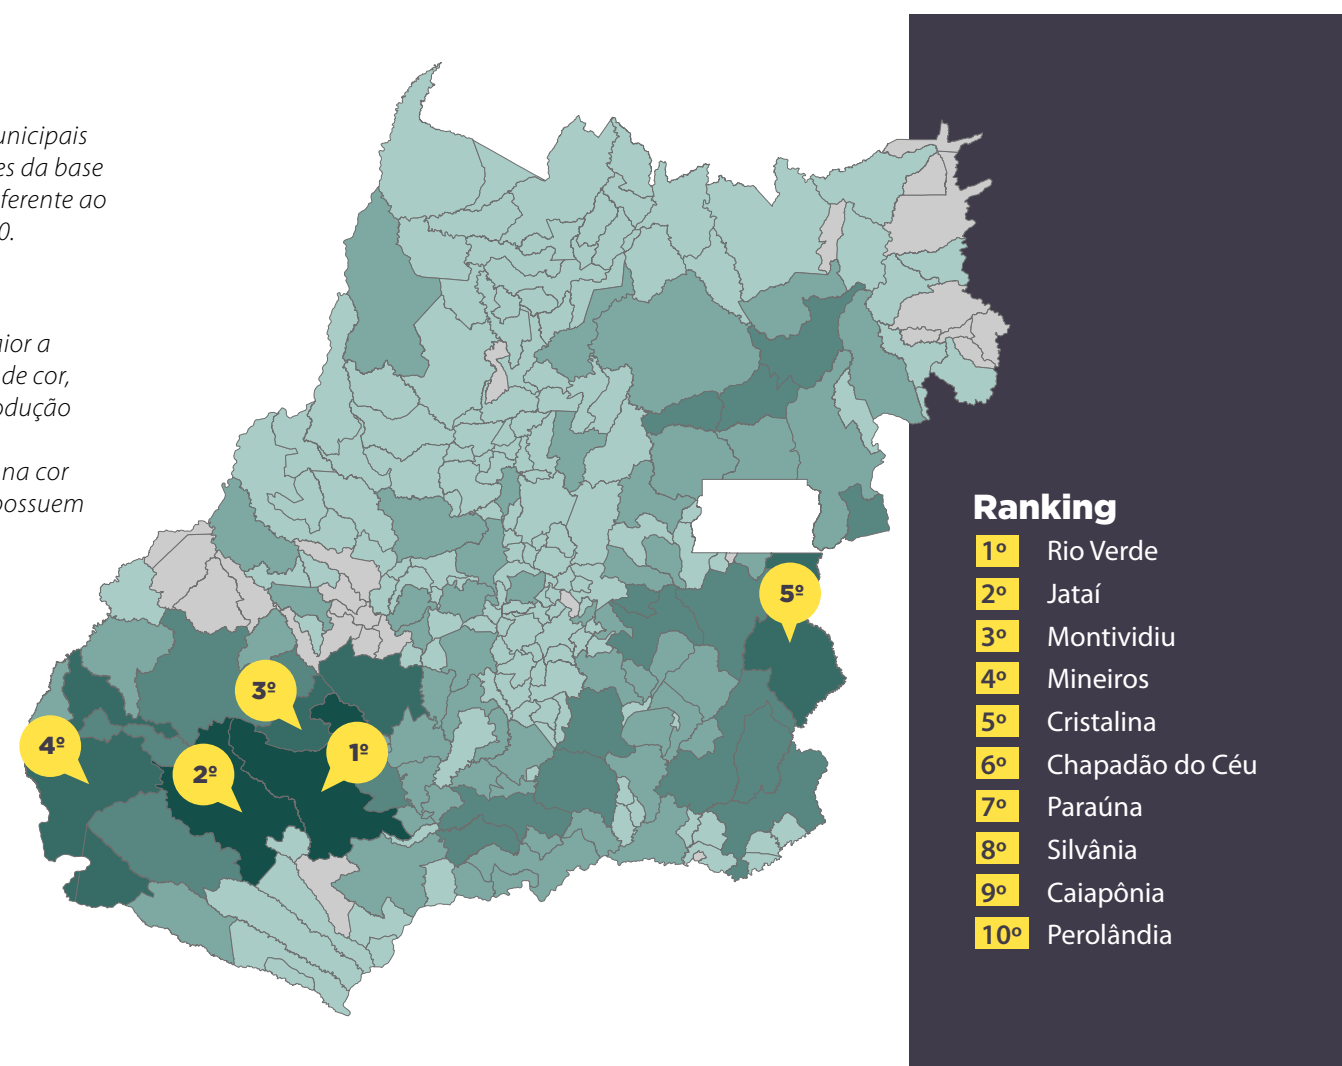 unicipais
es da base
ferente ao
0.
ior a
de cor,
odução
na cor
possuem
5º
3º
4º
1º
2º
Ranking
1º Rio Verde
2º Jataí
3º Montividiu
4º Mineiros
5º Cristalina
6º Chapadão do Céu
7º Paraúna
8º Silvânia
9º Caiapônia
10º Perolândia